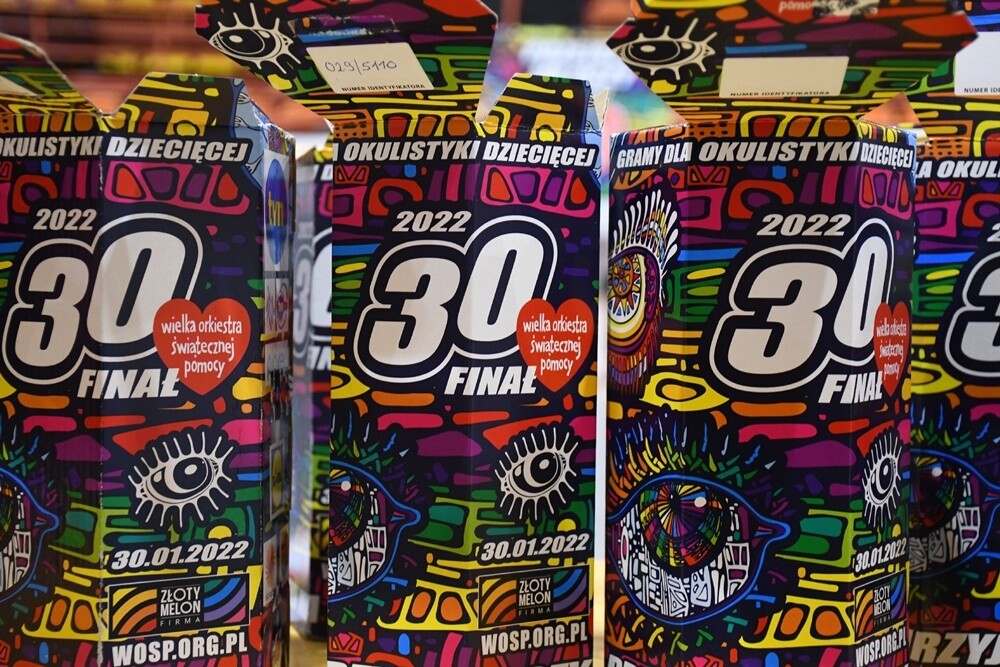 029/5110
NUMER IDENTYFIKATORA
NUMER IDENTYFIKATORA
OKULISTYKI DZIECIĘCEJ
2022
30
FINAŁ
wielka orkiestra
świątecznej
pomocy
30.01.2022
ZŁOTY
MELON
FIRMA
WOSP.ORG.PL
OKULISTYKI DZIECIĘCEJ
2022
30
FINAŁ
wielka orkiestra
świątecznej
pomocy
30.01.2022
ZŁOTY
MELON
FIRMA
WOSP.ORG.PL
GRAMY DLA OKULISTYKI DZIECIĘCEJ
2022
30
FINAŁ
wielka orkiestra
świątecznej
pomocy
30.01.2022
ZŁOTY
MELON
FIRMA
WOSP.ORG.PL